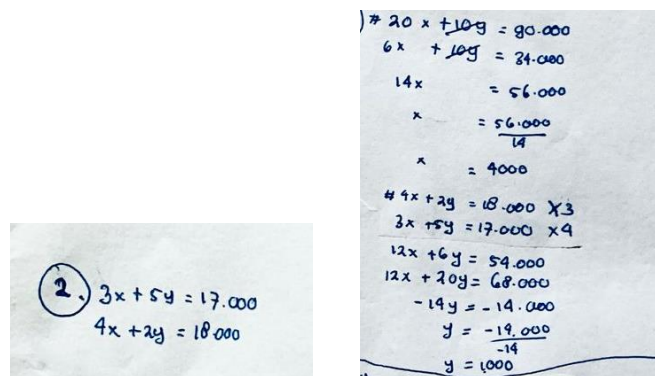 2. 3x + 5y = 17.000
4x + 2y = 18.000
) # 20x + 10y = 90.000
6x + 10y = 34.000
14x = 56.000
x = 56.000
14
x = 4000
# 4x + 2y = 18.000 X3
3x + 5y = 17.000 x4
12x + 6y = 54.000
12x + 20y = 68.000
-14y = -14.000
y = -14.000
-14
y = 1,000